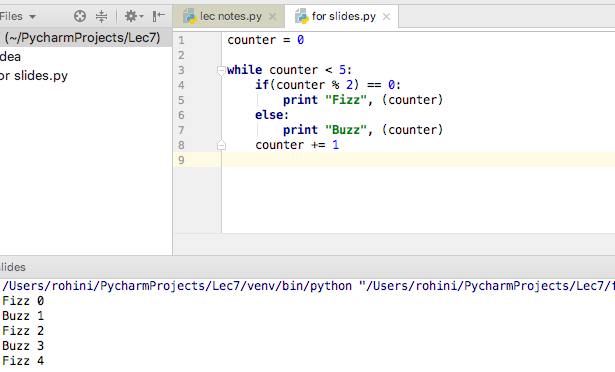 Files
lec notes.py
for slides.py
(~/PycharmProjects/Lec7)
dea
or slides.py
1 counter = 0
2
3 while counter < 5:
4     if(counter % 2) == 0:
5         print "Fizz", (counter)
6     else:
7         print "Buzz", (counter)
8     counter += 1
9
lides
/Users/rohini/PycharmProjects/Lec7/venv/bin/python "/Users/rohini/PycharmProjects/Lec7/f
Fizz 0
Buzz 1
Fizz 2
Buzz 3
Fizz 4